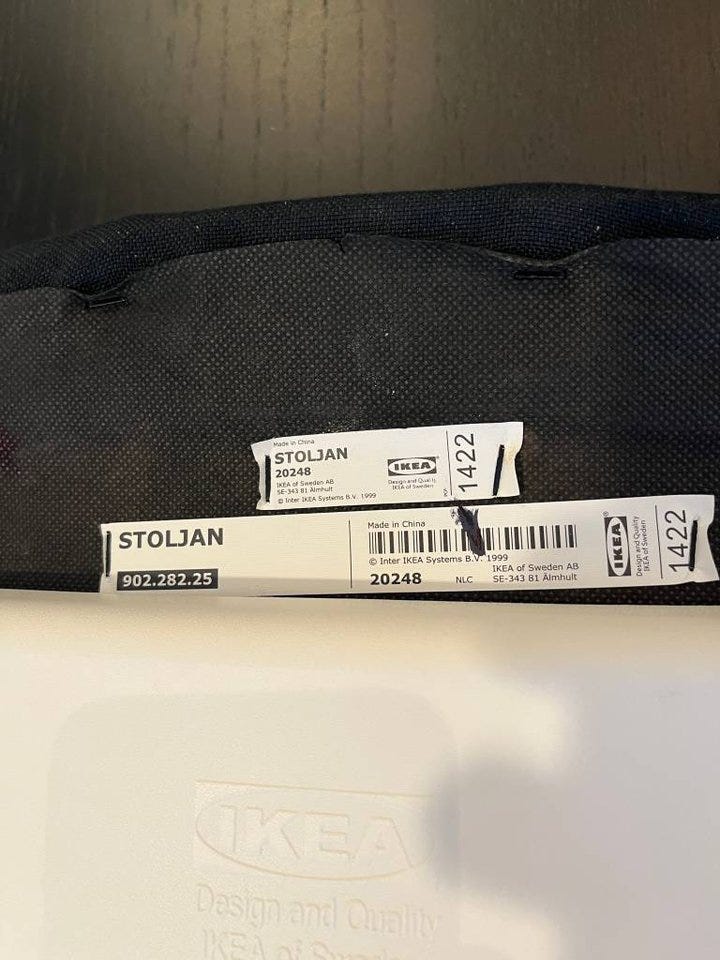 Made in China
STOLJAN
20248
IKEA of Sweden AB
SE-343 81 Älmhult
© Inter IKEA Systems B.V. 1999
IKEA®
Design and Quality
IKEA of Sweden
1422
STOLJAN
902.282.25
Made in China
© Inter IKEA Systems B.V. 1999
20248
NLC
IKEA of Sweden AB
SE-343 81 Älmhult
IKEA®
Design and Quality
IKEA of Sweden
1422
IKEA
Design and Quality
IKEA of